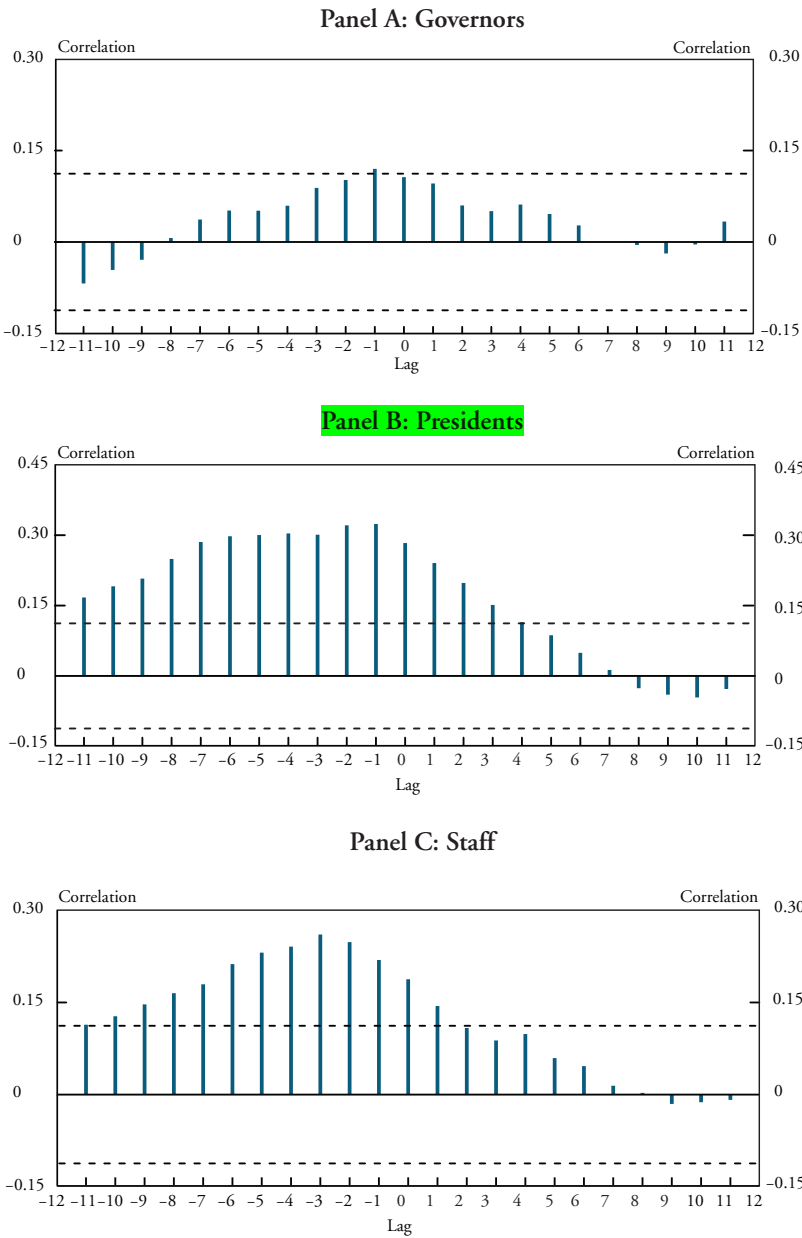 Panel A: Governors
Correlation Correlation
0.30 0.30
0.15 0.15
0 0
–0.15 –0.15
–12 –11 –10 –9 –8 –7 –6 –5 –4 –3 –2 –1 0 1 2 3 4 5 6 7 8 9 10 11 12
Lag
Panel B: Presidents
Correlation Correlation
0.45 0.45
0.30 0.30
0.15 0.15
0 0
–0.15 –0.15
–12 –11 –10 –9 –8 –7 –6 –5 –4 –3 –2 –1 0 1 2 3 4 5 6 7 8 9 10 11 12
Lag
Panel C: Staff
Correlation Correlation
0.30 0.30
0.15 0.15
0 0
–0.15 –0.15
–12 –11 –10 –9 –8 –7 –6 –5 –4 –3 –2 –1 0 1 2 3 4 5 6 7 8 9 10 11 12
Lag